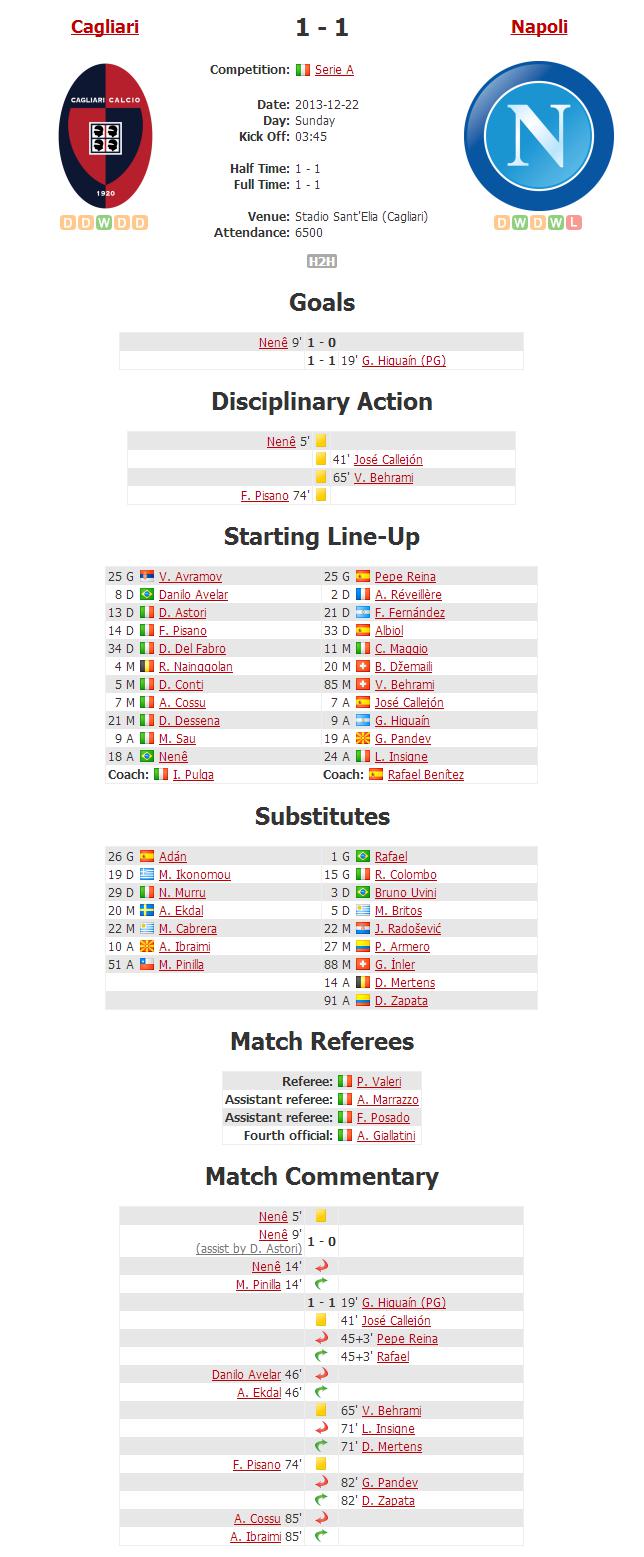 Cagliari 1 - 1 Napoli
Competition: Serie A
CAGLIARI CALCIO
1920
N
Date: 2013-12-22
Day: Sunday
Kick Off: 03:45
Half Time: 1 - 1
Full Time: 1 - 1
Venue: Stadio Sant'Elia (Cagliari)
Attendance: 6500
D D W D D
D W D W L
H2H
Goals
Nenê 9' 1 - 0
1 - 1 19' G. Higuaín (PG)
Disciplinary Action
Nenê 5'
41' José Callejón
65' V. Behrami
F. Pisano 74'
Starting Line-Up
25 G V. Avramov 25 G Pepe Reina
8 D Danilo Avelar 2 D A. Réveillère
13 D D. Astori 21 D F. Fernández
14 D F. Pisano 33 D Albiol
34 D D. Del Fabro 11 M C. Maggio
4 M R. Nainggolan 20 M B. Džemaili
5 M D. Conti 85 M V. Behrami
7 M A. Cossu 7 A José Callejón
21 M D. Dessena 9 A G. Higuaín
9 A M. Sau 19 A G. Pandev
18 A Nenê 24 A L. Insigne
Coach: I. Pulga Coach: Rafael Benítez
Substitutes
26 G Adán 1 G Rafael
19 D M. Ikonomou 15 G R. Colombo
29 D N. Murru 3 D Bruno Uvini
20 M A. Ekdal 5 D M. Britos
22 M M. Cabrera 22 M J. Radošević
10 A A. Ibraimi 27 M P. Armero
51 A M. Pinilla 88 M G. İnler
14 A D. Mertens
91 A D. Zapata
Match Referees
Referee: P. Valeri
Assistant referee: A. Marrazzo
Assistant referee: F. Posado
Fourth official: A. Giallatini
Match Commentary
Nenê 5'
Nenê 9' 1 - 0
(assist by D. Astori)
Nenê 14'
M. Pinilla 14'
1 - 1 19' G. Higuaín (PG)
41' José Callejón
45+3' Pepe Reina
45+3' Rafael
Danilo Avelar 46'
A. Ekdal 46'
65' V. Behrami
71' L. Insigne
71' D. Mertens
F. Pisano 74'
82' G. Pandev
82' D. Zapata
A. Cossu 85'
A. Ibraimi 85'